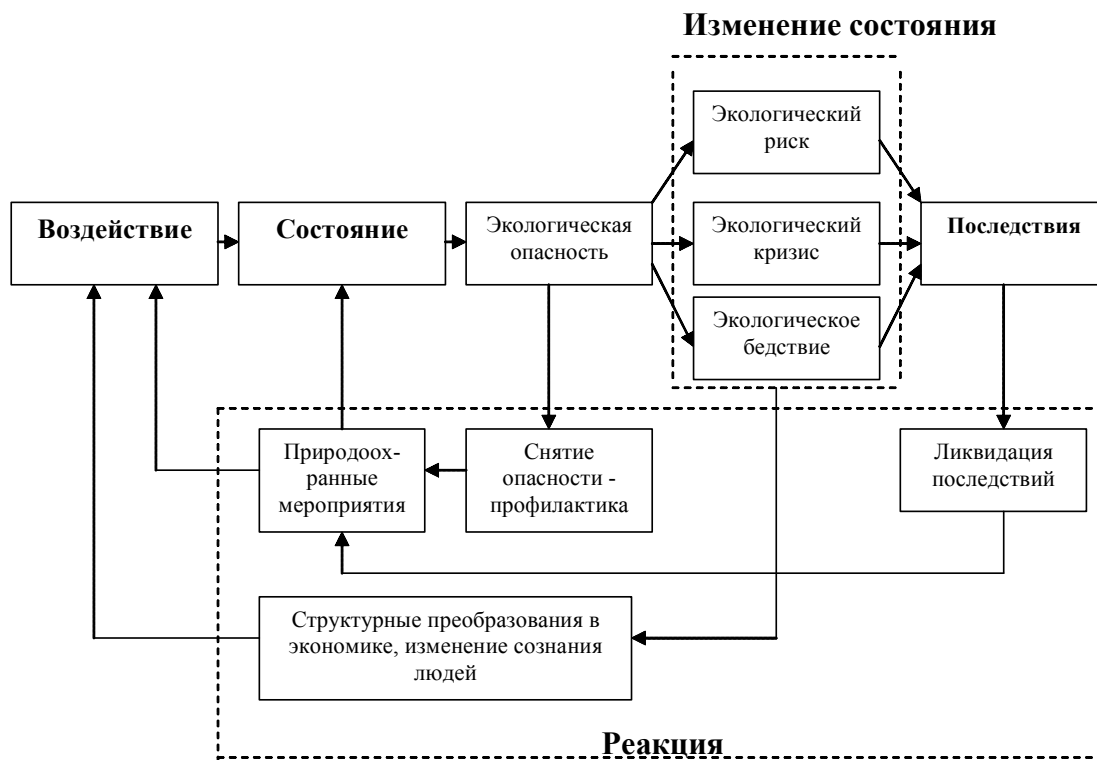 Изменение состояния
Экологический
риск
Воздействие
Состояние
Экологическая
опасность
Экологический
кризис
Последствия
Экологическое
бедствие
Природоох-
ранные
мероприятия
Снятие
опасности -
профилактика
Ликвидация
последствий
Структурные преобразования в
экономике, изменение сознания
людей
Реакция